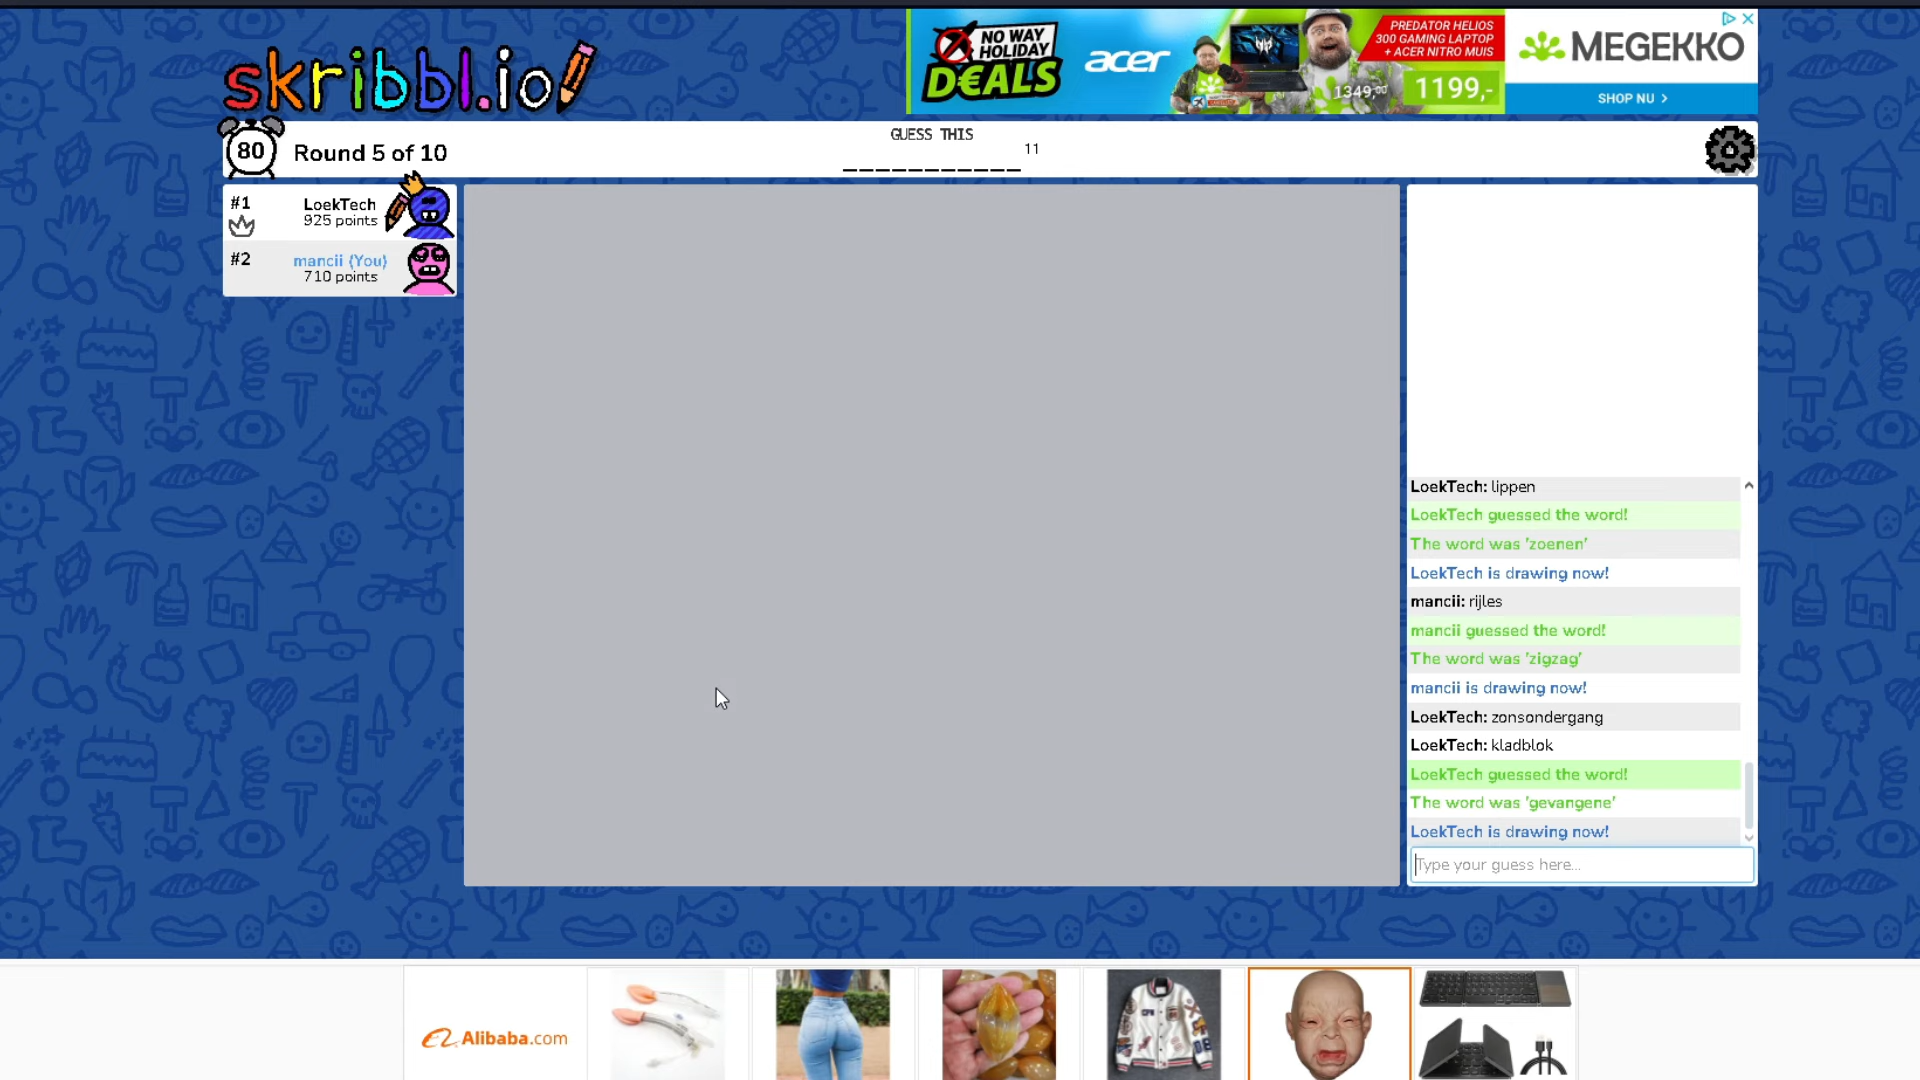 skribbl.io
NO WAY
HOLIDAY
D€ALS
acer
PREDATOR HELIOS
300 GAMING LAPTOP
+ ACER NITRO MUIS
1349,00
1199,-
MEGEKKO
SHOP NU >
80
Round 5 of 10
GUESS THIS
___________ 11
#1
LoekTech
925 points
#2
mancii (You)
710 points
LoekTech: lippen
LoekTech guessed the word!
The word was 'zoenen'
LoekTech is drawing now!
mancii: rijles
mancii guessed the word!
The word was 'zigzag'
mancii is drawing now!
LoekTech: zonsondergang
LoekTech: kladblok
LoekTech guessed the word!
The word was 'gevangene'
LoekTech is drawing now!
Type your guess here...
Alibaba.com